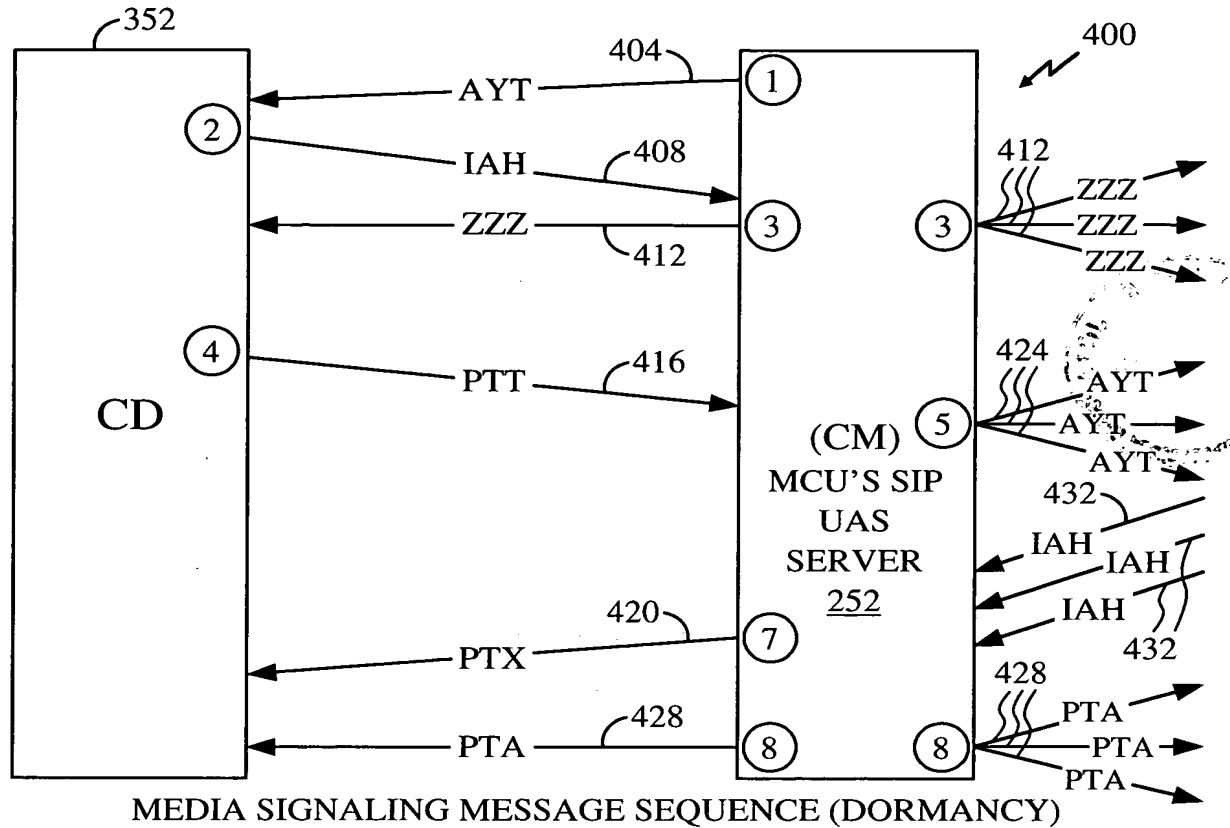 352
404
400
1
AYT
2
IAH
408
412
ZZZ
ZZZ
ZZZ
3
ZZZ
3
412
4
PTT
416
424
AYT
AYT
AYT
5
CD
(CM)
MCU'S SIP
UAS
SERVER
252
432
IAH
IAH
IAH
432
420
7
PTX
428
PTA
8
8
428
PTA
PTA
PTA
MEDIA SIGNALING MESSAGE SEQUENCE (DORMANCY)